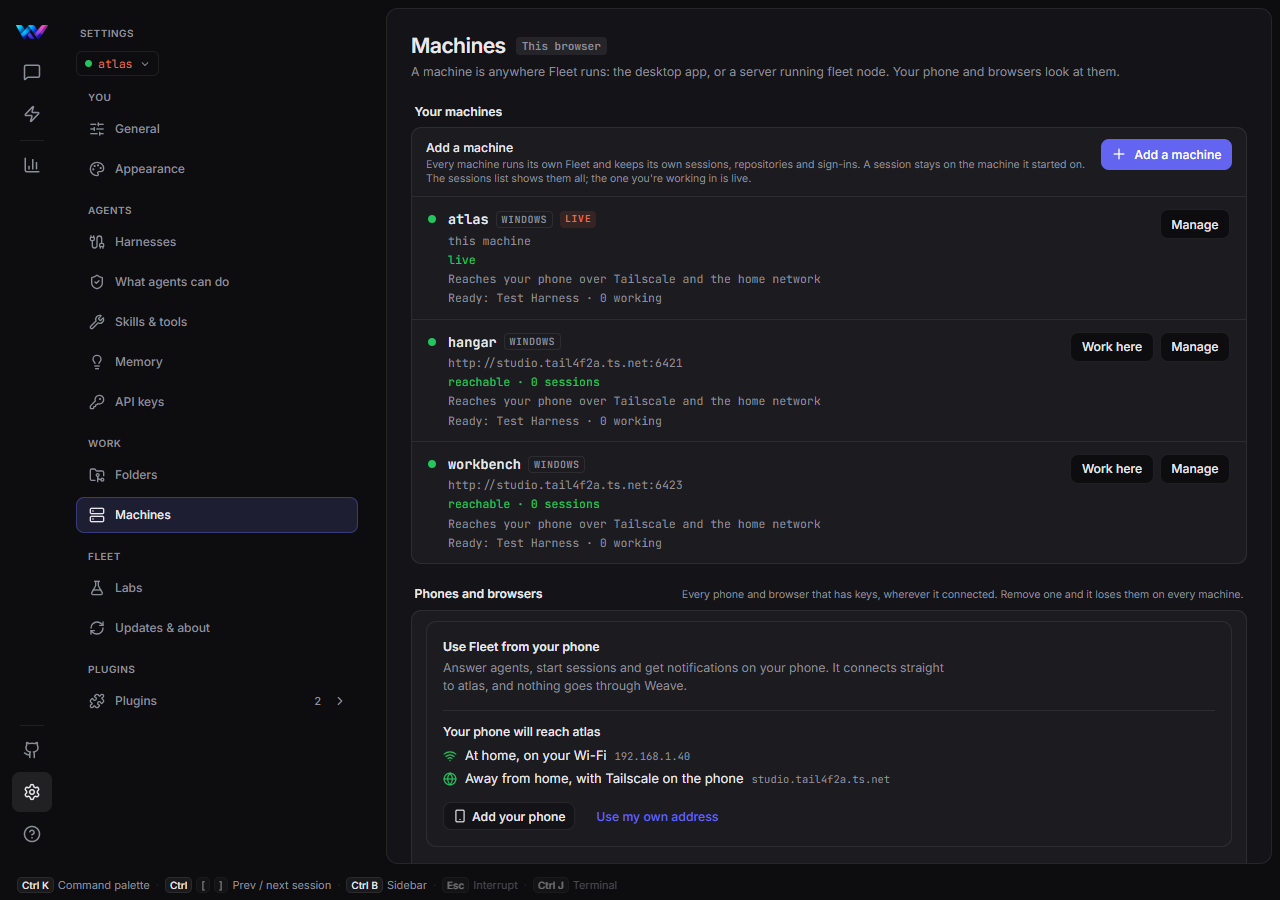 SETTINGS
atlas
YOU
General
Appearance
AGENTS
Harnesses
What agents can do
Skills & tools
Memory
API keys
WORK
Folders
Machines
FLEET
Labs
Updates & about
PLUGINS
Plugins 2
Machines This browser
A machine is anywhere Fleet runs: the desktop app, or a server running fleet node. Your phone and browsers look at them.
Your machines
Add a machine
Every machine runs its own Fleet and keeps its own sessions, repositories and sign-ins. A session stays on the machine it started on.
The sessions list shows them all; the one you're working in is live.
+ Add a machine
atlas WINDOWS LIVE
Manage
this machine
live
Reaches your phone over Tailscale and the home network
Ready: Test Harness · 0 working
hangar WINDOWS
Work here Manage
http://studio.tail4f2a.ts.net:6421
reachable · 0 sessions
Reaches your phone over Tailscale and the home network
Ready: Test Harness · 0 working
workbench WINDOWS
Work here Manage
http://studio.tail4f2a.ts.net:6423
reachable · 0 sessions
Reaches your phone over Tailscale and the home network
Ready: Test Harness · 0 working
Phones and browsers
Every phone and browser that has keys, wherever it connected. Remove one and it loses them on every machine.
Use Fleet from your phone
Answer agents, start sessions and get notifications on your phone. It connects straight
to atlas, and nothing goes through Weave.
Your phone will reach atlas
At home, on your Wi-Fi 192.168.1.40
Away from home, with Tailscale on the phone studio.tail4f2a.ts.net
Add your phone Use my own address
Ctrl K Command palette · Ctrl [ ] Prev / next session · Ctrl B Sidebar · Esc Interrupt · Ctrl J Terminal